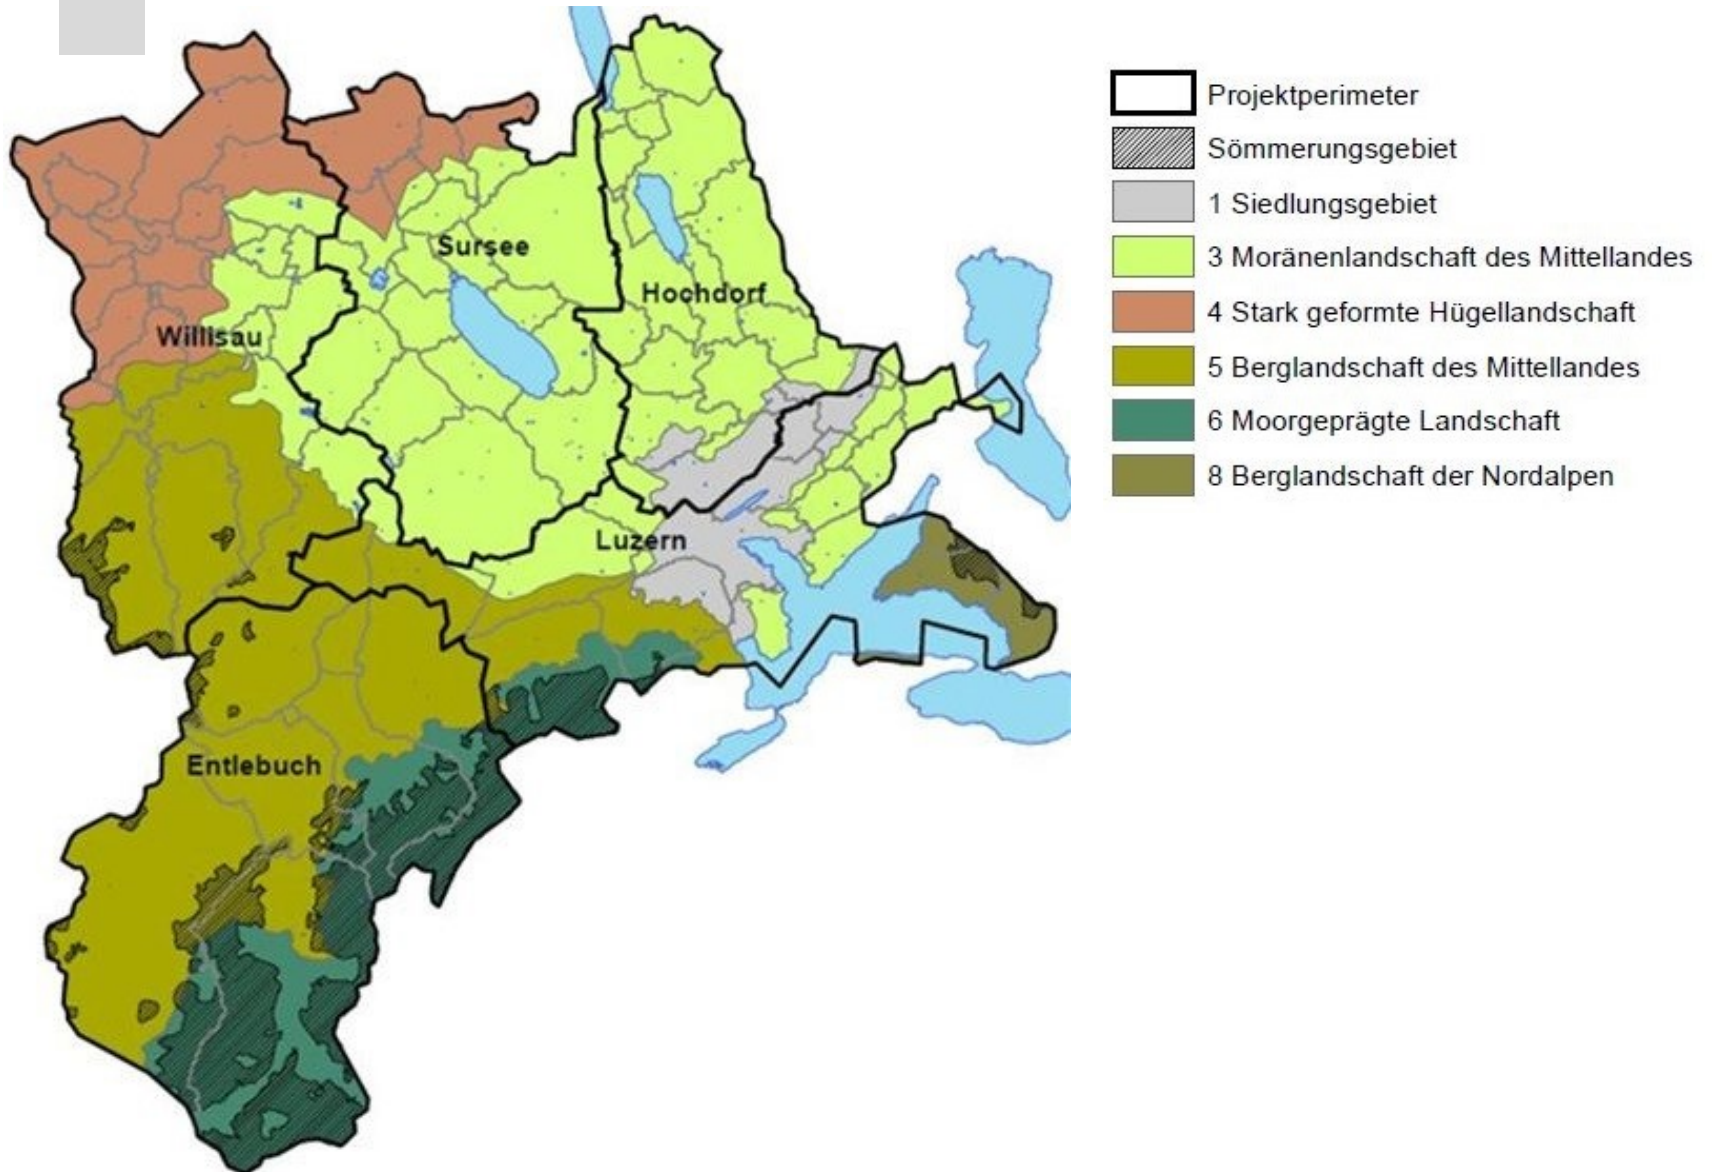 Projektperimeter
Sömmerungsgebiet
1 Siedlungsgebiet
3 Moränenlandschaft des Mittellandes
4 Stark geformte Hügellandschaft
5 Berglandschaft des Mittellandes
6 Moorgeprägte Landschaft
8 Berglandschaft der Nordalpen
Sursee
Hochdorf
Willisau
Luzern
Entlebuch